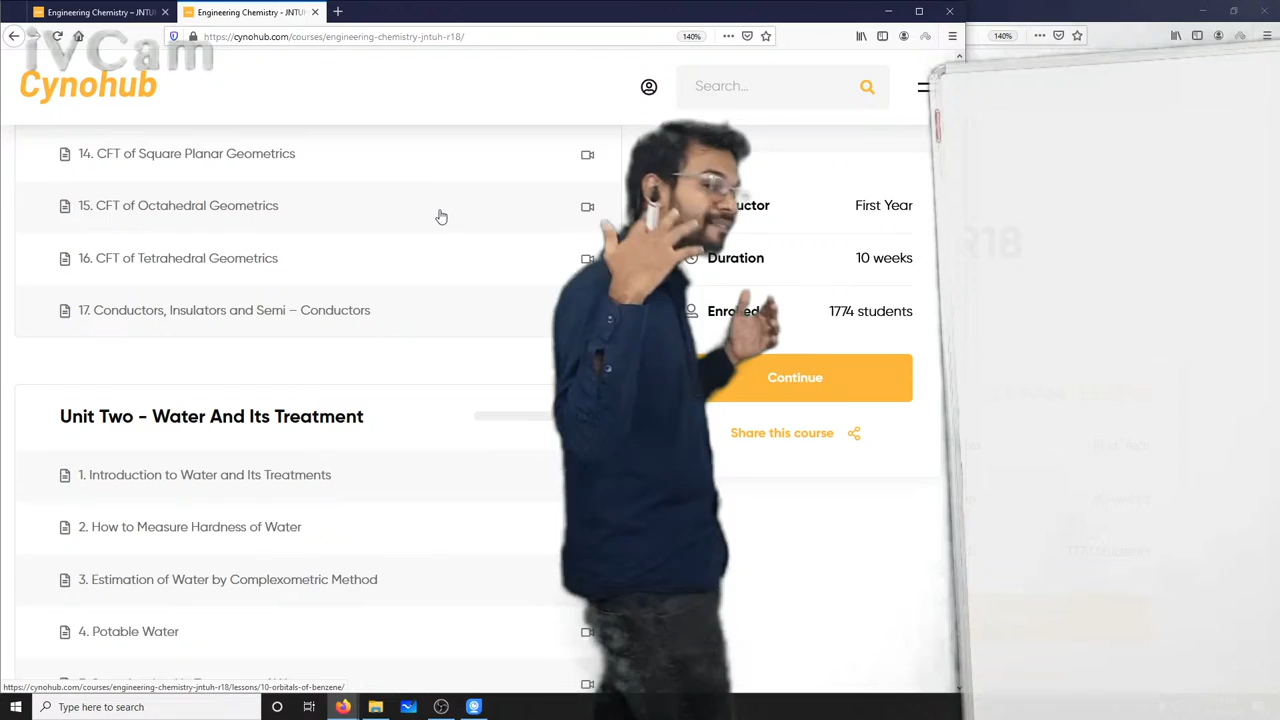 Engineering Chemistry – JNTU
Engineering Chemistry - JNTU
https://cynohub.com/courses/engineering-chemistry-jntuh-r18/
140%
140%
ivCam
Cynohub
Search...
14. CFT of Square Planar Geometrics
15. CFT of Octahedral Geometrics
uctor First Year
16. CFT of Tetrahedral Geometrics
Duration 10 weeks
17. Conductors, Insulators and Semi – Conductors
Enrolled 1774 students
Continue
Unit Two - Water And Its Treatment
Share this course
1. Introduction to Water and Its Treatments
2. How to Measure Hardness of Water
3. Estimation of Water by Complexometric Method
4. Potable Water
https://cynohub.com/courses/engineering-chemistry-jntuh-r18/lessons/10-orbitals-of-benzene/
Type here to search